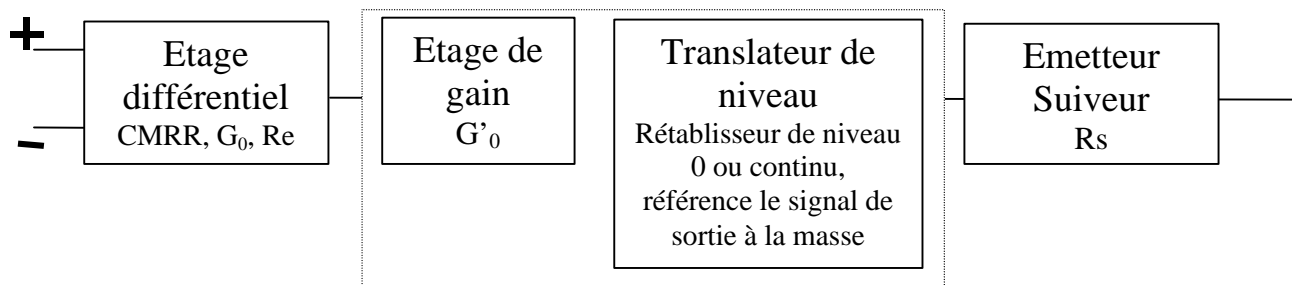 +
-
Etage
différentiel
CMRR, G₀, Re
Etage de
gain
G’₀
Translateur de
niveau
Rétablisseur de niveau
0 ou continu,
référence le signal de
sortie à la masse
Emetteur
Suiveur
Rs